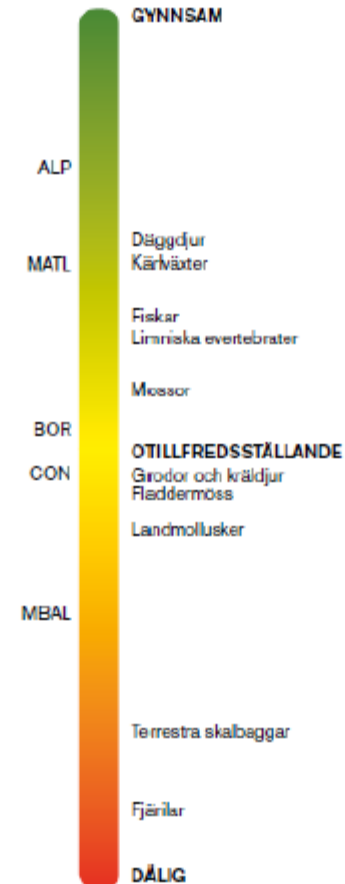 GYNNSAM
ALP
Däggdjur
MATL
Kärlväxter
Fiskar
Limniska evertebrater
Mossor
BOR
OTILLFREDSSTÄLLANDE
CON
Grodor och kräldjur
Fladdermöss
Landmollusker
MBAL
Terrestra skalbaggar
Fjärilar
DÅLIG